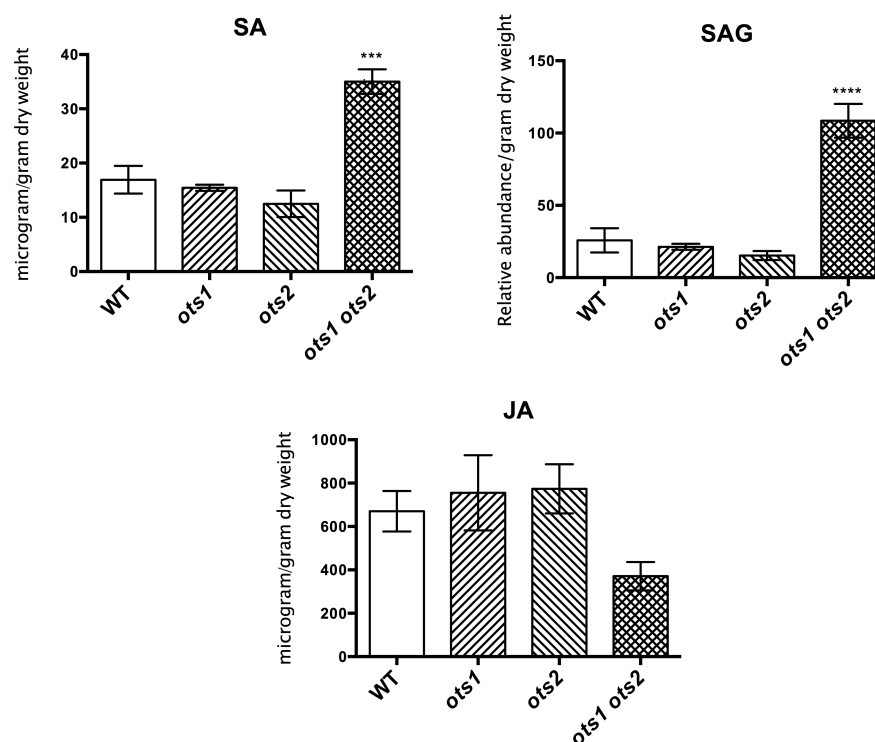 SA
microgram/gram dry weight
40
30
20
10
0
***
WT
ots1
ots2
ots1 ots2
SAG
Relative abundance/gram dry weight
150
100
50
0
****
WT
ots1
ots2
ots1 ots2
JA
microgram/gram dry weight
1000
800
600
400
200
0
WT
ots1
ots2
ots1 ots2